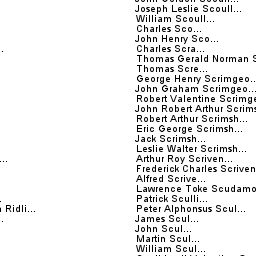 Joseph Leslie Scoull...
William Scoull...
Charles Sco...
John Henry Sco...
Charles Scra...
Thomas Gerald Norman S
Thomas Scre...
George Henry Scrimgeo...
John Graham Scrimgeo...
Robert Valentine Scrimge
John Robert Arthur Scrims
Robert Arthur Scrimsh...
Eric George Scrimsh...
Jack Scrimsh...
Leslie Walter Scrimsh...
Arthur Roy Scriven...
Frederick Charles Scriven
Alfred Scrive...
Lawrence Toke Scudamo
Patrick Sculli...
Ridli... Peter Alphonsus Scul...
James Scul...
John Scul...
Martin Scul...
William Scul...